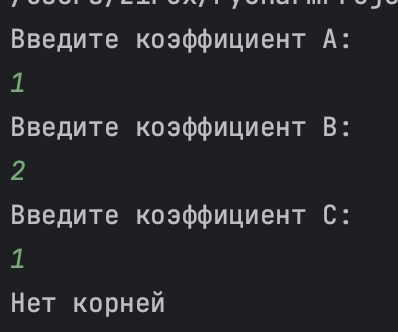 Введите коэффициент A:
1
Введите коэффициент B:
2
Введите коэффициент C:
1
Нет корней